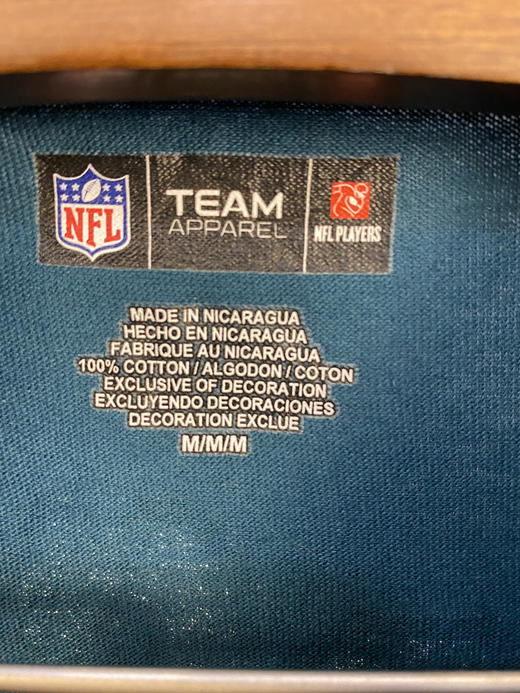 NFL
TEAM
APPAREL
NFL PLAYERS
MADE IN NICARAGUA
HECHO EN NICARAGUA
FABRIQUE AU NICARAGUA
100% COTTON / ALGODON / COTON
EXCLUSIVE OF DECORATION
EXCLUYENDO DECORACIONES
DECORATION EXCLUE
M/M/M